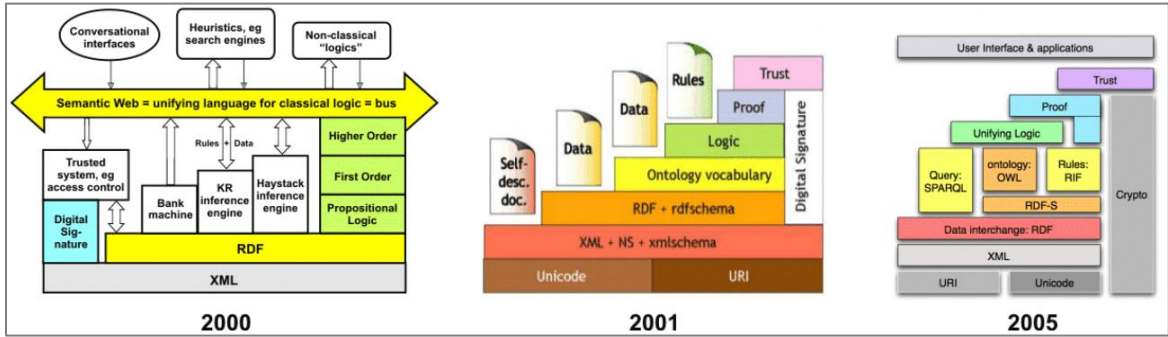 Conversational
interfaces
Heuristics, eg
search engines
Non-classical
“logics”
Semantic Web = unifying language for classical logic = bus
Trusted
system, eg
access control
Digital
Sig-
nature
Bank
machine
Rules + Data
KR
inference
engine
Haystack
inference
engine
Higher Order
First Order
Propositional
Logic
RDF
XML
2000
Self-
desc.
doc.
Data
Data
Rules
Trust
Proof
Logic
Ontology vocabulary
RDF + rdfschema
XML + NS + xmlschema
Unicode
URI
Digital Signature
2001
User Interface & applications
Trust
Proof
Unifying Logic
Query:
SPARQL
ontology:
OWL
Rules:
RIF
RDF-S
Crypto
Data interchange: RDF
XML
URI
Unicode
2005